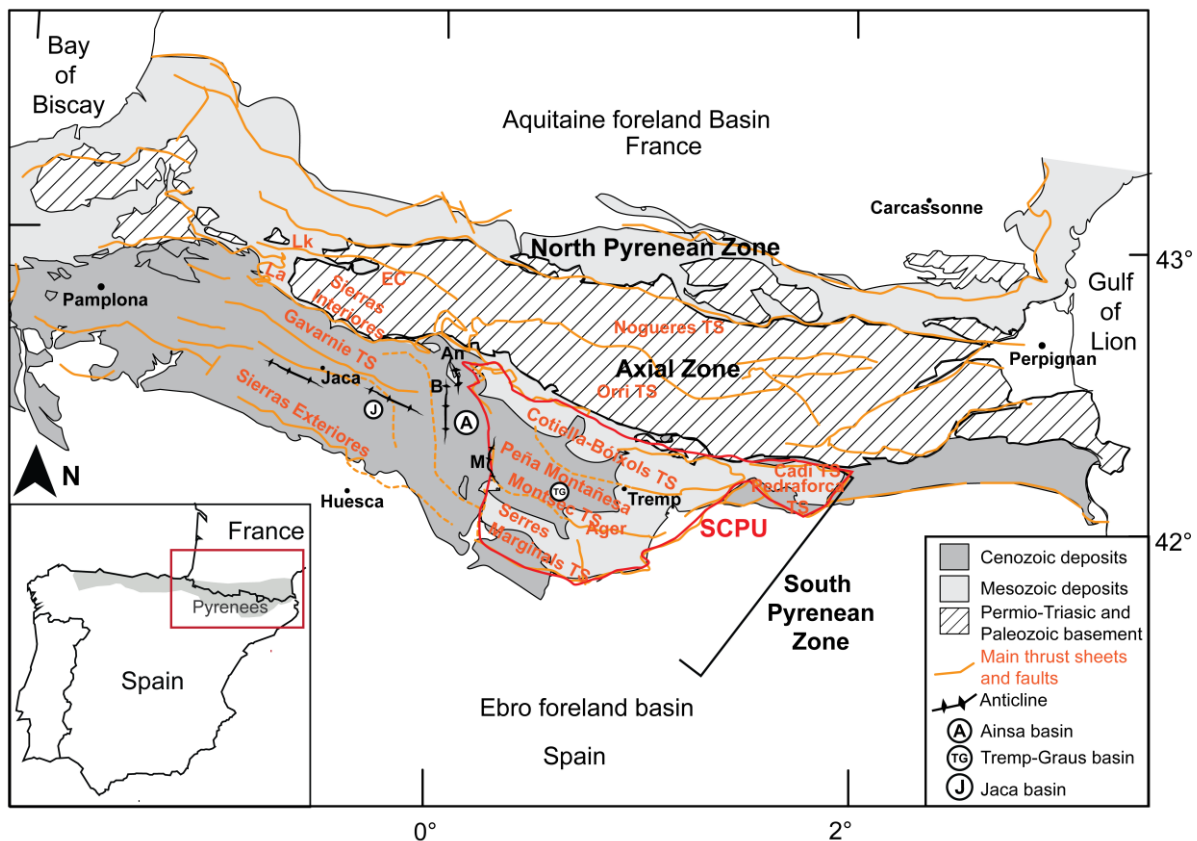 Bay
of
Biscay
Aquitaine foreland Basin
France
Carcassonne
North Pyrenean Zone
43°
Lk
La
EC
Sierras
Interiores
Gulf
of
Lion
Pamplona
Gavarnie TS
Nogueres TS
Perpignan
An
Axial Zone
Jaca
B
Orri TS
J
A
Sierras Exteriores
Cotiella-Bóixols TS
N
M
Peña Montañesa
Montsec TS
TG
Tremp
Cadí TS
Pedraforca
TS
Huesca
Serres
Marginals TS
Ager
SCPU
42°
South
Pyrenean
Zone
France
Pyrenees
Spain
Ebro foreland basin
Spain
Cenozoic deposits
Mesozoic deposits
Permio-Triasic and
Paleozoic basement
Main thrust sheets
and faults
Anticline
A Ainsa basin
TG Tremp-Graus basin
J Jaca basin
0°
2°